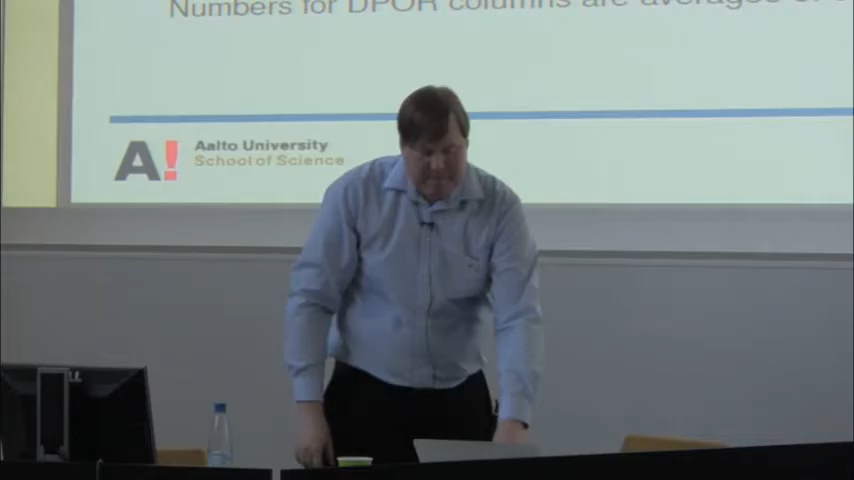 Numbers for DPOR columns are averages
A!
Aalto University
School of Science